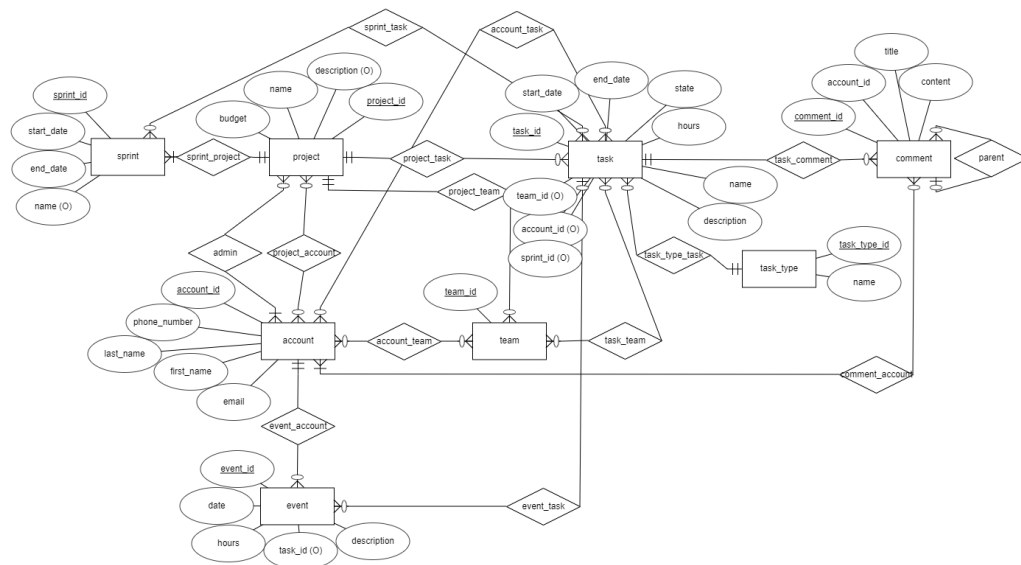 sprint_task
account_task
title
description (O)
end_date
name
account_id
content
sprint_id
start_date
state
project_id
budget
comment_id
start_date
task_id
hours
sprint
sprint_project
project
project_task
task
task_comment
comment
parent
end_date
name
project_team
team_id (O)
name (O)
description
account_id (O)
admin
project_account
sprint_id (O)
task_type_task
task_type_id
task_type
name
account_id
team_id
phone_number
account
account_team
team
task_team
last_name
first_name
comment_account
email
event_account
event_id
date
event
event_task
hours
task_id (O)
description